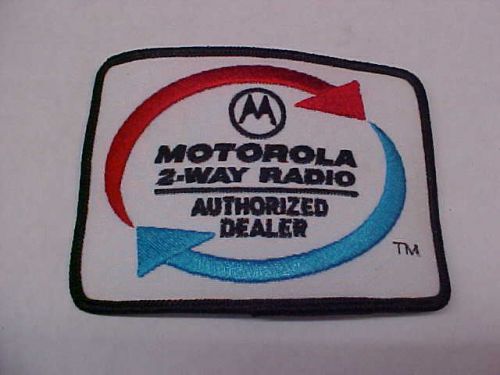 M
MOTOROLA
2-WAY RADIO
AUTHORIZED
DEALER
TM